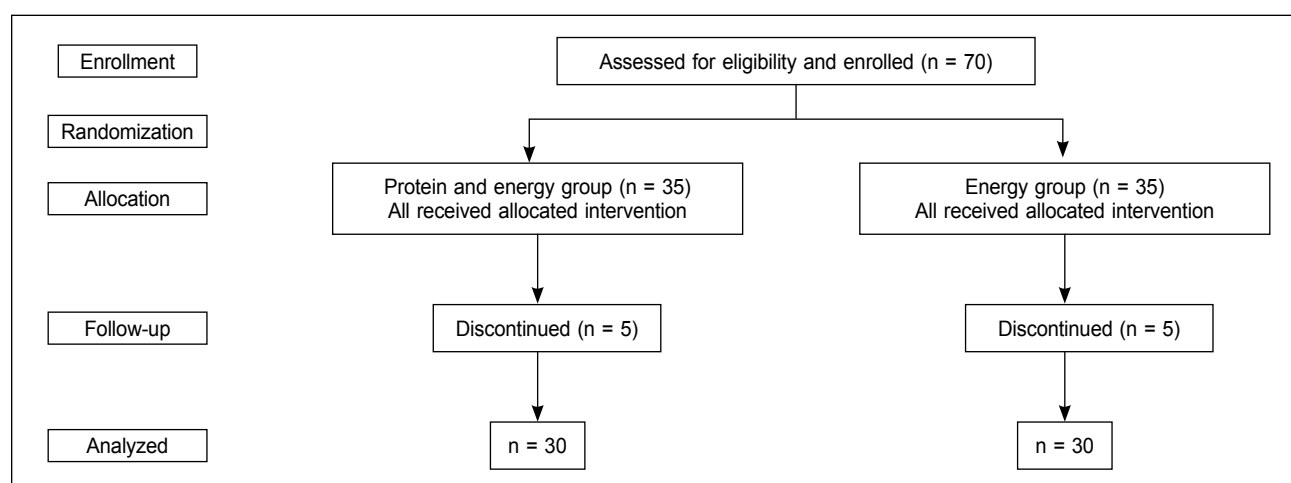 Enrollment
Assessed for eligibility and enrolled (n = 70)
Randomization
Allocation
Protein and energy group (n = 35)
All received allocated intervention
Energy group (n = 35)
All received allocated intervention
Follow-up
Discontinued (n = 5)
Discontinued (n = 5)
Analyzed
n = 30
n = 30